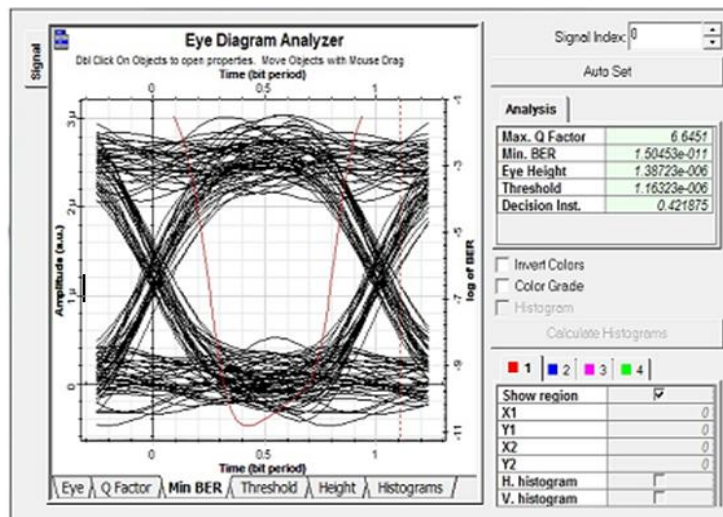 Signal
Eye Diagram Analyzer
Dbl Click On Objects to open properties. Move Objects with Mouse Drag
Time (bit period)
0 0.5 1
Amplitude (a.u.)
3µ
2µ
1µ
0
log of BER
-1
-3
-5
-7
-9
-11
0 0.5 1
Time (bit period)
Eye Q Factor Min BER Threshold Height Histograms
Signal Index: 0
Auto Set
Analysis
Max. Q Factor 6.6451
Min. BER 1.50453e-011
Eye Height 1.38723e-006
Threshold 1.16323e-006
Decision Inst. 0.421875
Invert Colors
Color Grade
Histogram
Calculate Histograms
1 2 3 4
Show region
X1 0
Y1 0
X2 0
Y2 0
H. histogram
V. histogram